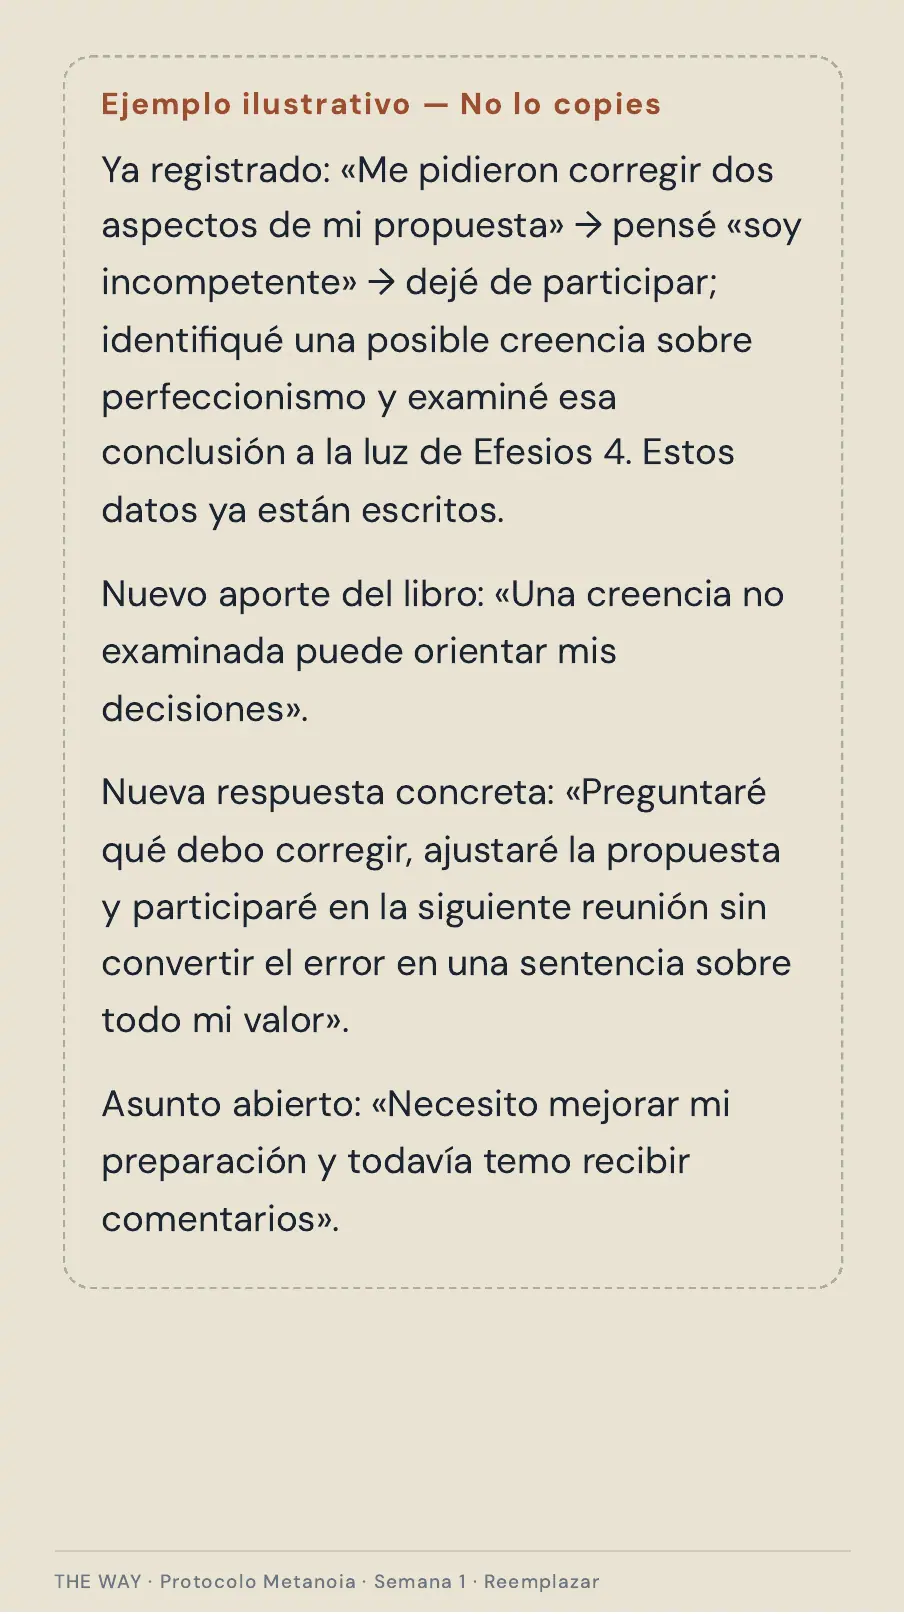 Ejemplo ilustrativo — No lo copies
Ya registrado: «Me pidieron corregir dos
aspectos de mi propuesta» → pensé «soy
incompetente» → dejé de participar;
identifiqué una posible creencia sobre
perfeccionismo y examiné esa
conclusión a la luz de Efesios 4. Estos
datos ya están escritos.
Nuevo aporte del libro: «Una creencia no
examinada puede orientar mis
decisiones».
Nueva respuesta concreta: «Preguntaré
qué debo corregir, ajustaré la propuesta
y participaré en la siguiente reunión sin
convertir el error en una sentencia sobre
todo mi valor».
Asunto abierto: «Necesito mejorar mi
preparación y todavía temo recibir
comentarios».
THE WAY · Protocolo Metanoia · Semana 1 · Reemplazar